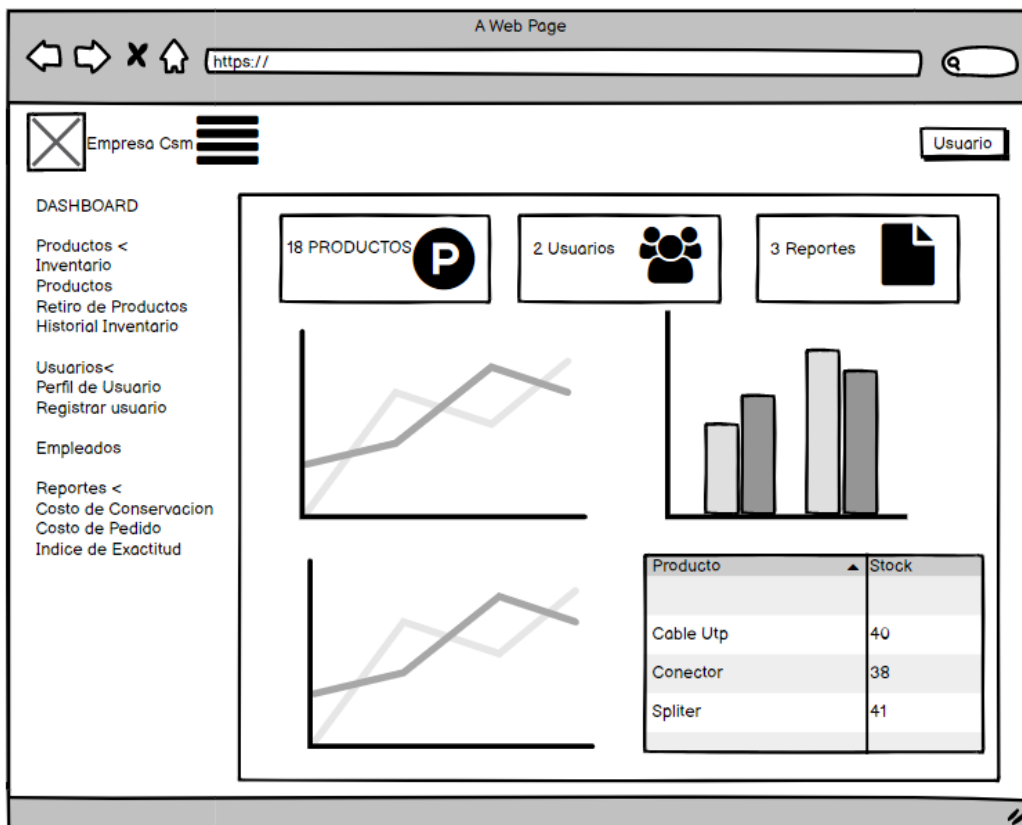 A Web Page
https://
Empresa Csm
Usuario
DASHBOARD
Productos <
Inventario
Productos
Retiro de Productos
Historial Inventario
Usuarios<
Perfil de Usuario
Registrar usuario
Empleados
Reportes <
Costo de Conservacion
Costo de Pedido
Indice de Exactitud
18 PRODUCTOS P
2 Usuarios
3 Reportes
Producto Stock
Cable Utp 40
Conector 38
Spliter 41